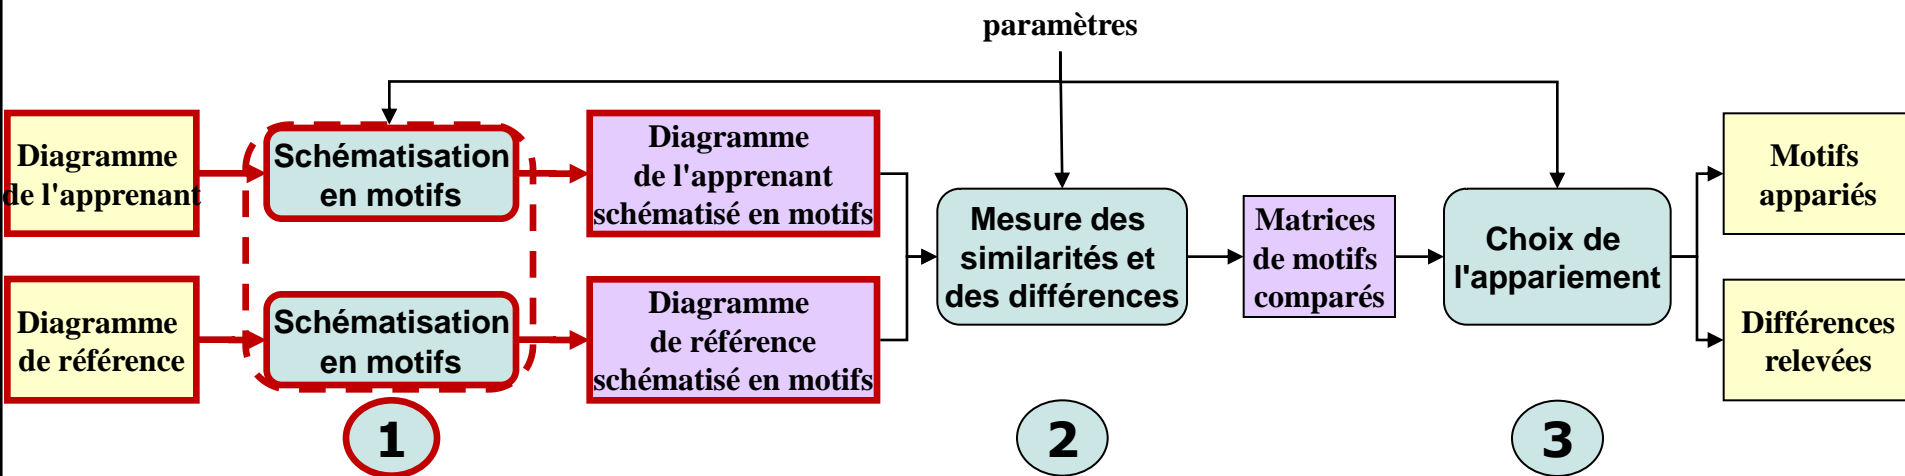 paramètres
Diagramme
de l'apprenant
Schématisation
en motifs
Diagramme
de l'apprenant
schématisé en motifs
Diagramme
de référence
Schématisation
en motifs
Diagramme
de référence
schématisé en motifs
Mesure des
similarités et
des différences
Matrices
de motifs
comparés
Choix de
l'appariement
Motifs
appariés
Différences
relevées
1
2
3